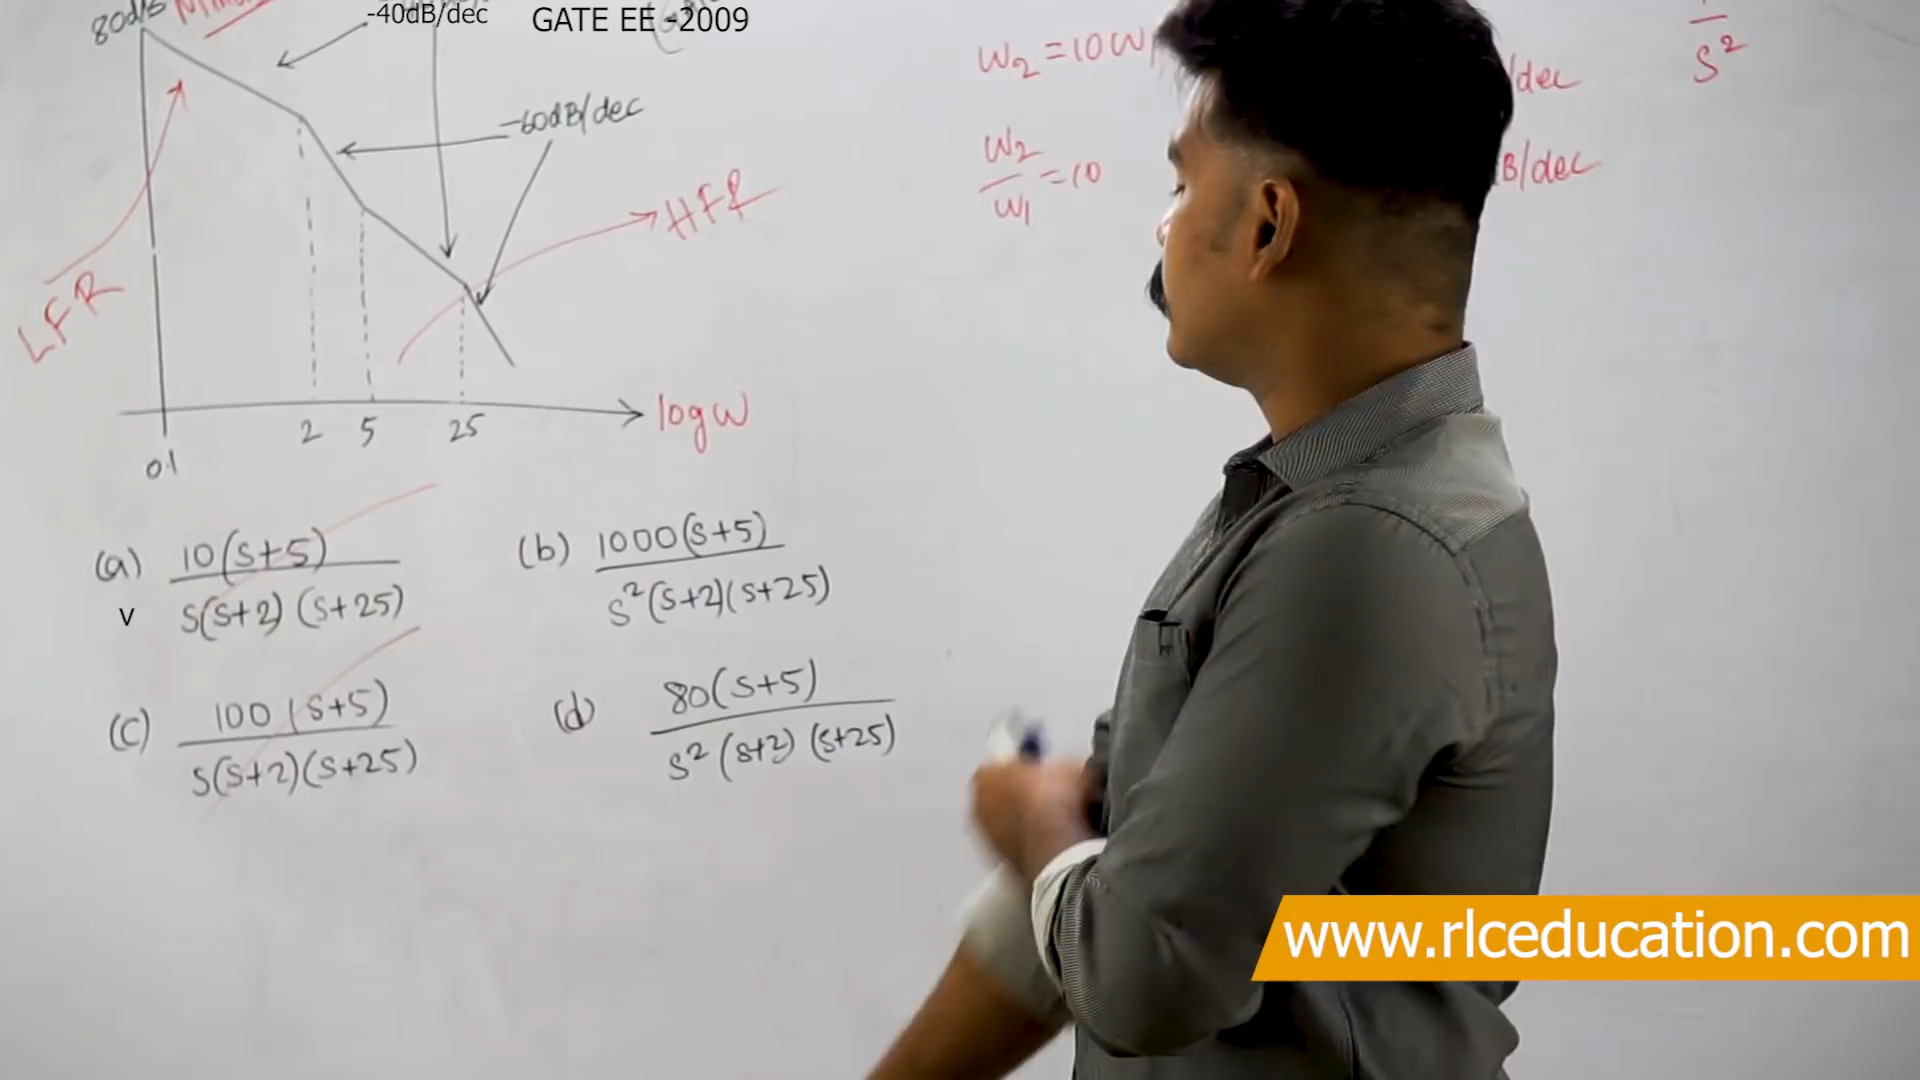 80dB
-40dB/dec
GATE EE -2009
-60dB/dec
HFR
LFR
log w
0.1
2
5
25
(a) 10(s+5)
s(s+2) (s+25)
v
(b) 1000(s+5)
s²(s+2)(s+25)
(c) 100 (s+5)
s(s+2)(s+25)
(d) 80(s+5)
s² (s+2) (s+25)
w₂ = 10w
w₂
w₁
=10
/dec
B/dec
s²
www.rlceducation.com